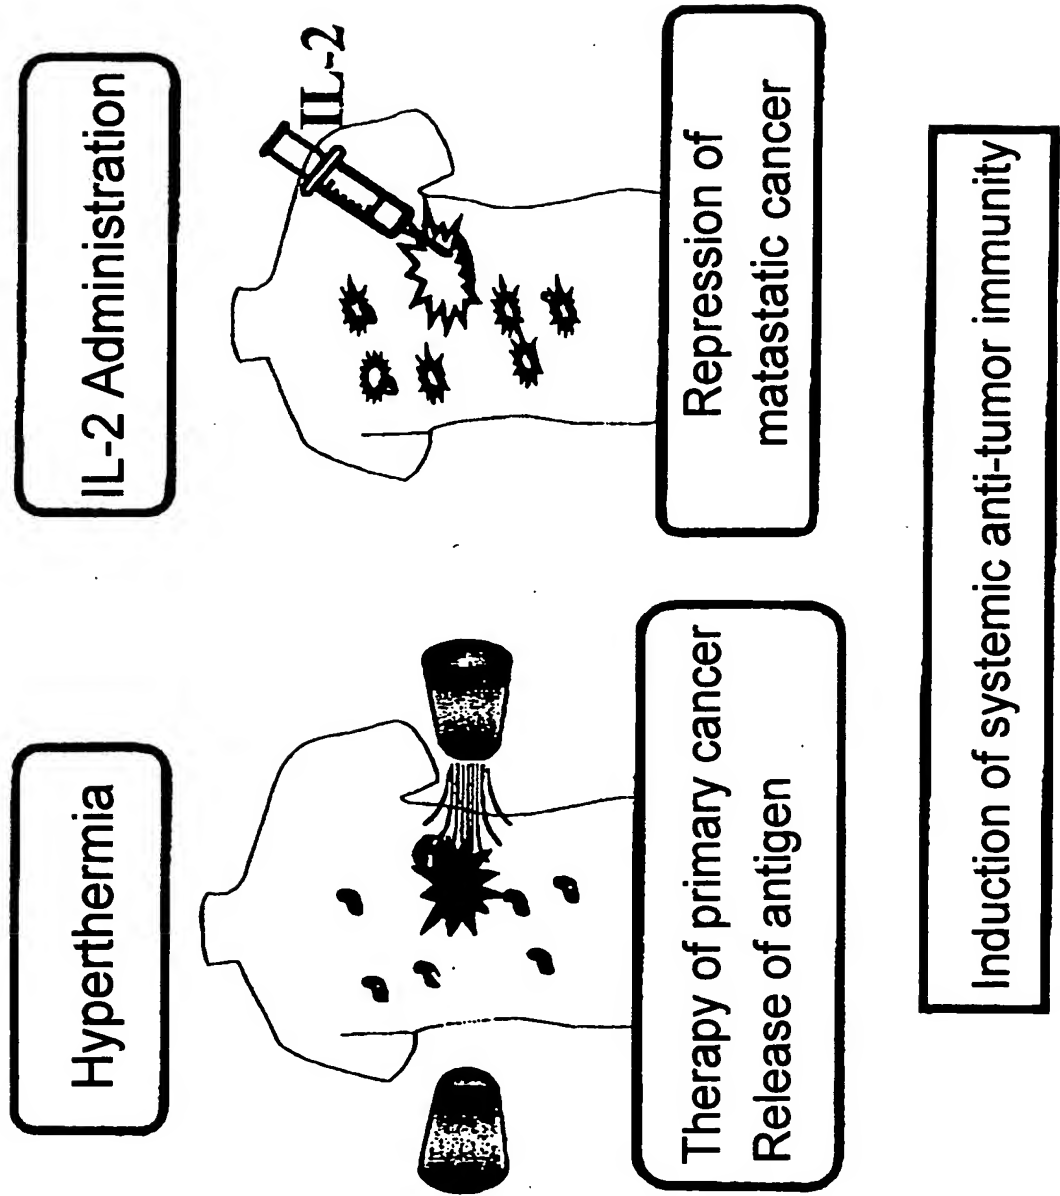 Hyperthermia
IL-2 Administration
IL-2
Therapy of primary cancer
Release of antigen
Repression of
matastatic cancer
Induction of systemic anti-tumor immunity